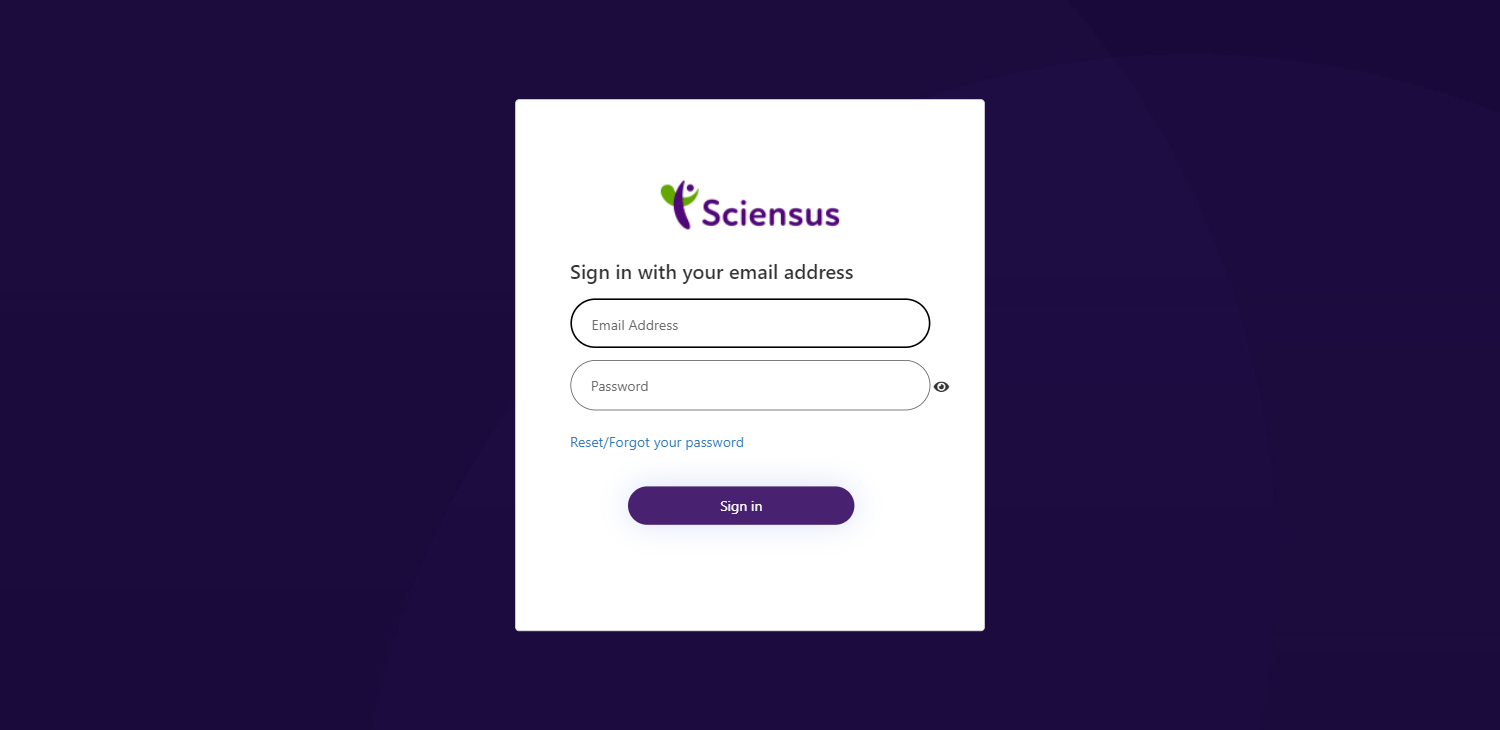 Sciensus
Sign in with your email address
Email Address
Password
Reset/Forgot your password
Sign in